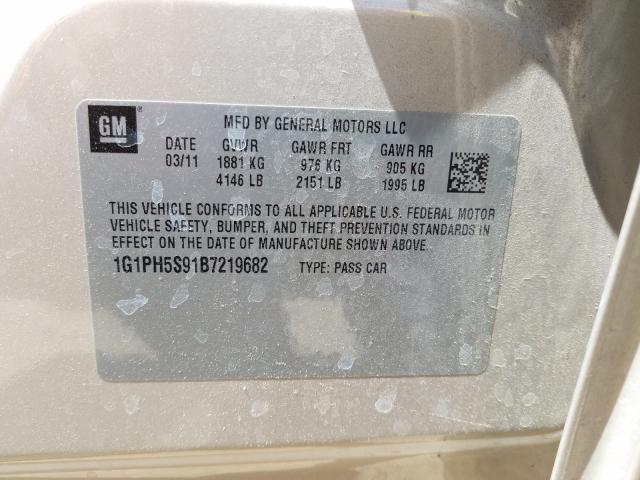 GM
MFD BY GENERAL MOTORS LLC
DATE GVWR GAWR FRT GAWR RR
03/11 1881 KG 976 KG 905 KG
4146 LB 2151 LB 1995 LB
THIS VEHICLE CONFORMS TO ALL APPLICABLE U.S. FEDERAL MOTOR
VEHICLE SAFETY, BUMPER, AND THEFT PREVENTION STANDARDS IN
EFFECT ON THE DATE OF MANUFACTURE SHOWN ABOVE.
1G1PH5S91B7219682 TYPE: PASS CAR